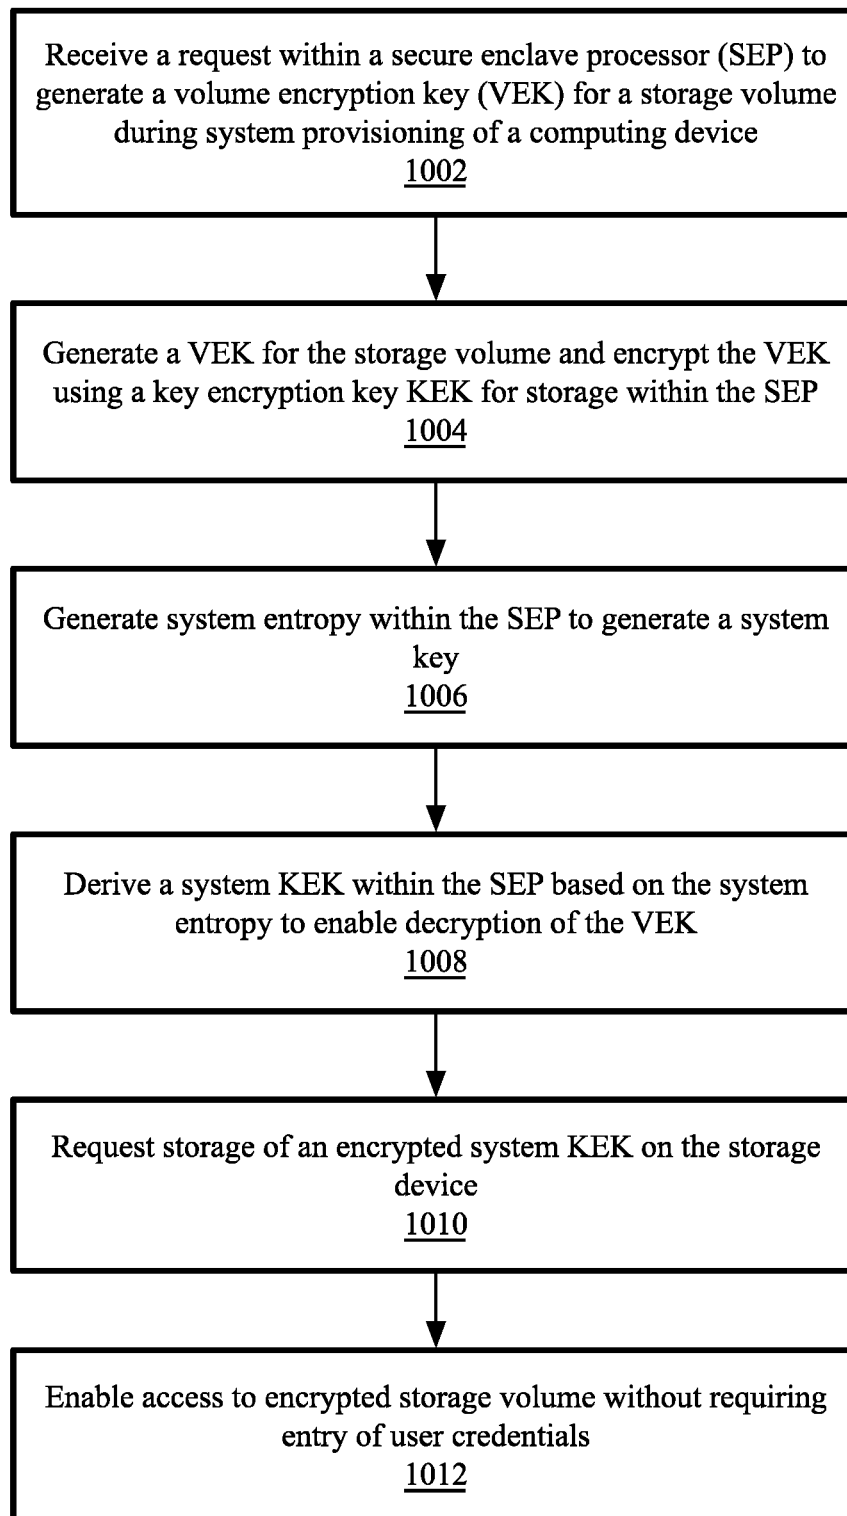 Receive a request within a secure enclave processor (SEP) to
generate a volume encryption key (VEK) for a storage volume
during system provisioning of a computing device
1002
Generate a VEK for the storage volume and encrypt the VEK
using a key encryption key KEK for storage within the SEP
1004
Generate system entropy within the SEP to generate a system
key
1006
Derive a system KEK within the SEP based on the system
entropy to enable decryption of the VEK
1008
Request storage of an encrypted system KEK on the storage
device
1010
Enable access to encrypted storage volume without requiring
entry of user credentials
1012